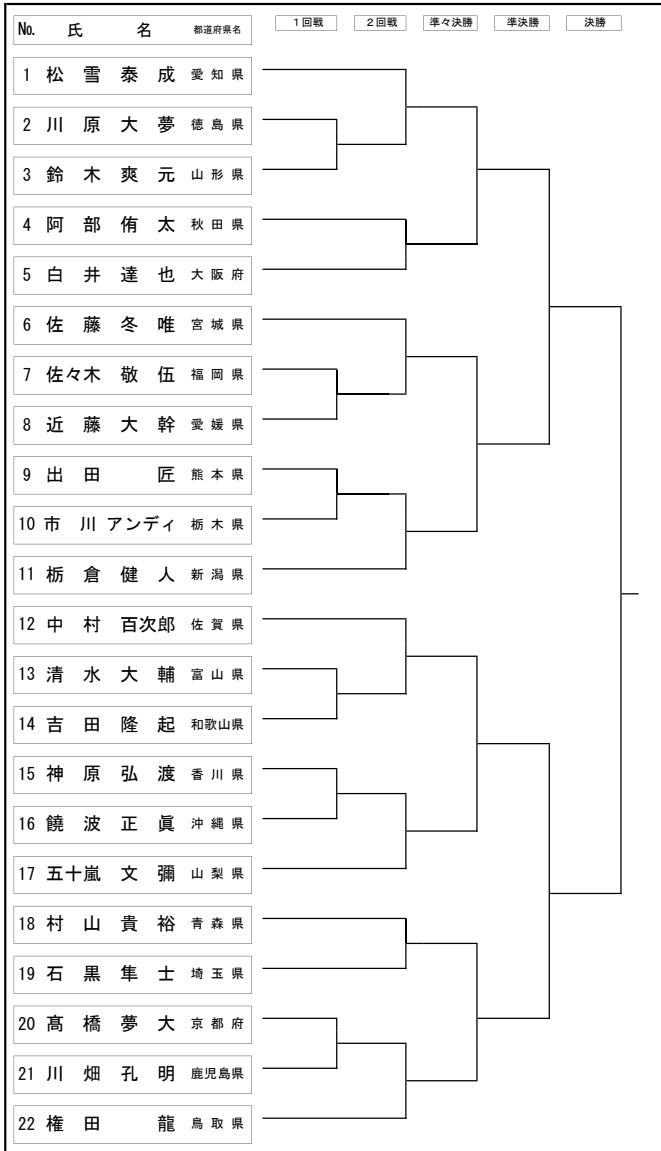 No. 氏 名 都道府県名 1回戦 2回戦 準々決勝 準決勝 決勝
1 松雪泰成 愛知県
2 川原大夢 徳島県
3 鈴木爽元 山形県
4 阿部侑太 秋田県
5 白井達也 大阪府
6 佐藤冬唯 宮城県
7 佐々木敬伍 福岡県
8 近藤大幹 愛媛県
9 出田匠 熊本県
10 市川アンディ 栃木県
11 栃倉健人 新潟県
12 中村百次郎 佐賀県
13 清水大輔 富山県
14 吉田隆起 和歌山県
15 神原弘渡 香川県
16 饒波正眞 沖縄県
17 五十嵐文彌 山梨県
18 村山貴裕 青森県
19 石黒隼士 埼玉県
20 髙橋夢大 京都府
21 川畑孔明 鹿児島県
22 権田龍 鳥取県